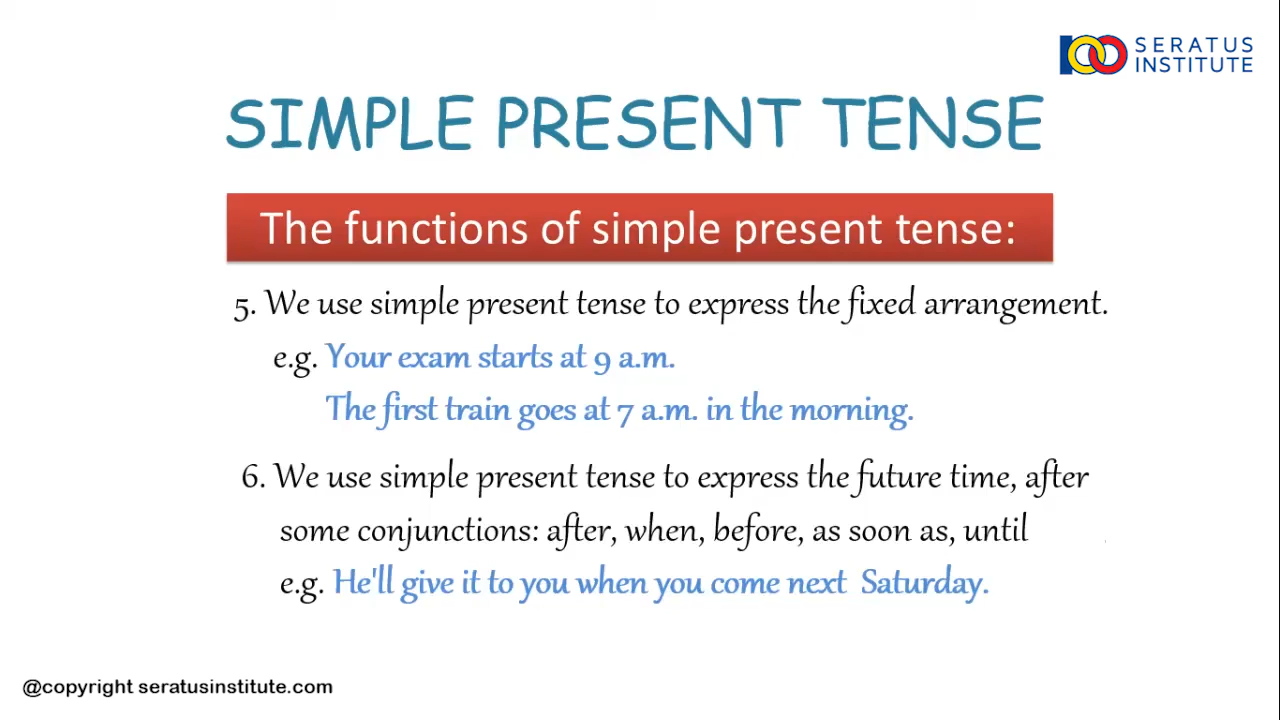 SERATUS
INSTITUTE
SIMPLE PRESENT TENSE
The functions of simple present tense:
5. We use simple present tense to express the fixed arrangement.
e.g. Your exam starts at 9 a.m.
The first train goes at 7 a.m. in the morning.
6. We use simple present tense to express the future time, after
some conjunctions: after, when, before, as soon as, until
e.g. He'll give it to you when you come next Saturday.
@copyright seratusinstitute.com